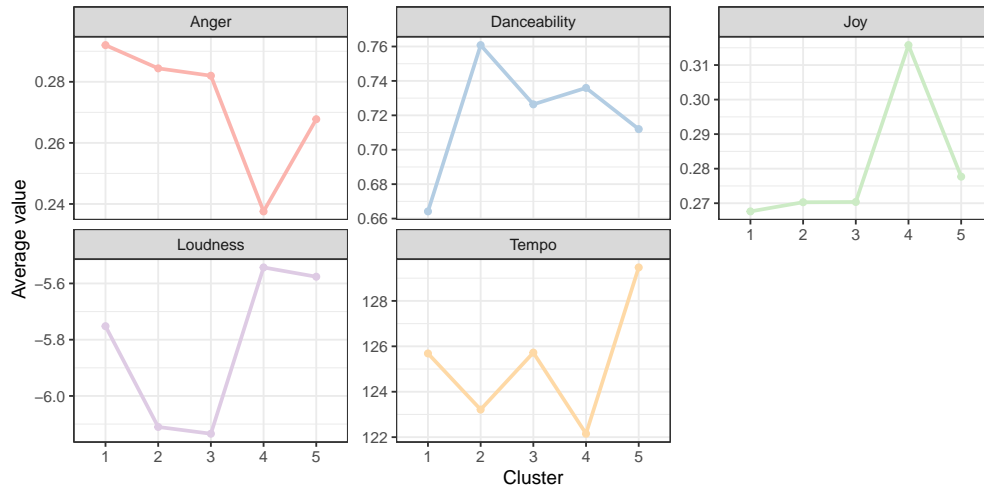 Anger
Danceability
Joy
0.28
0.26
0.24
0.76
0.74
0.72
0.70
0.68
0.66
0.31
0.30
0.29
0.28
0.27
1 2 3 4 5
Average value
Loudness
Tempo
−5.6
−5.8
−6.0
128
126
124
122
1 2 3 4 5
1 2 3 4 5
Cluster